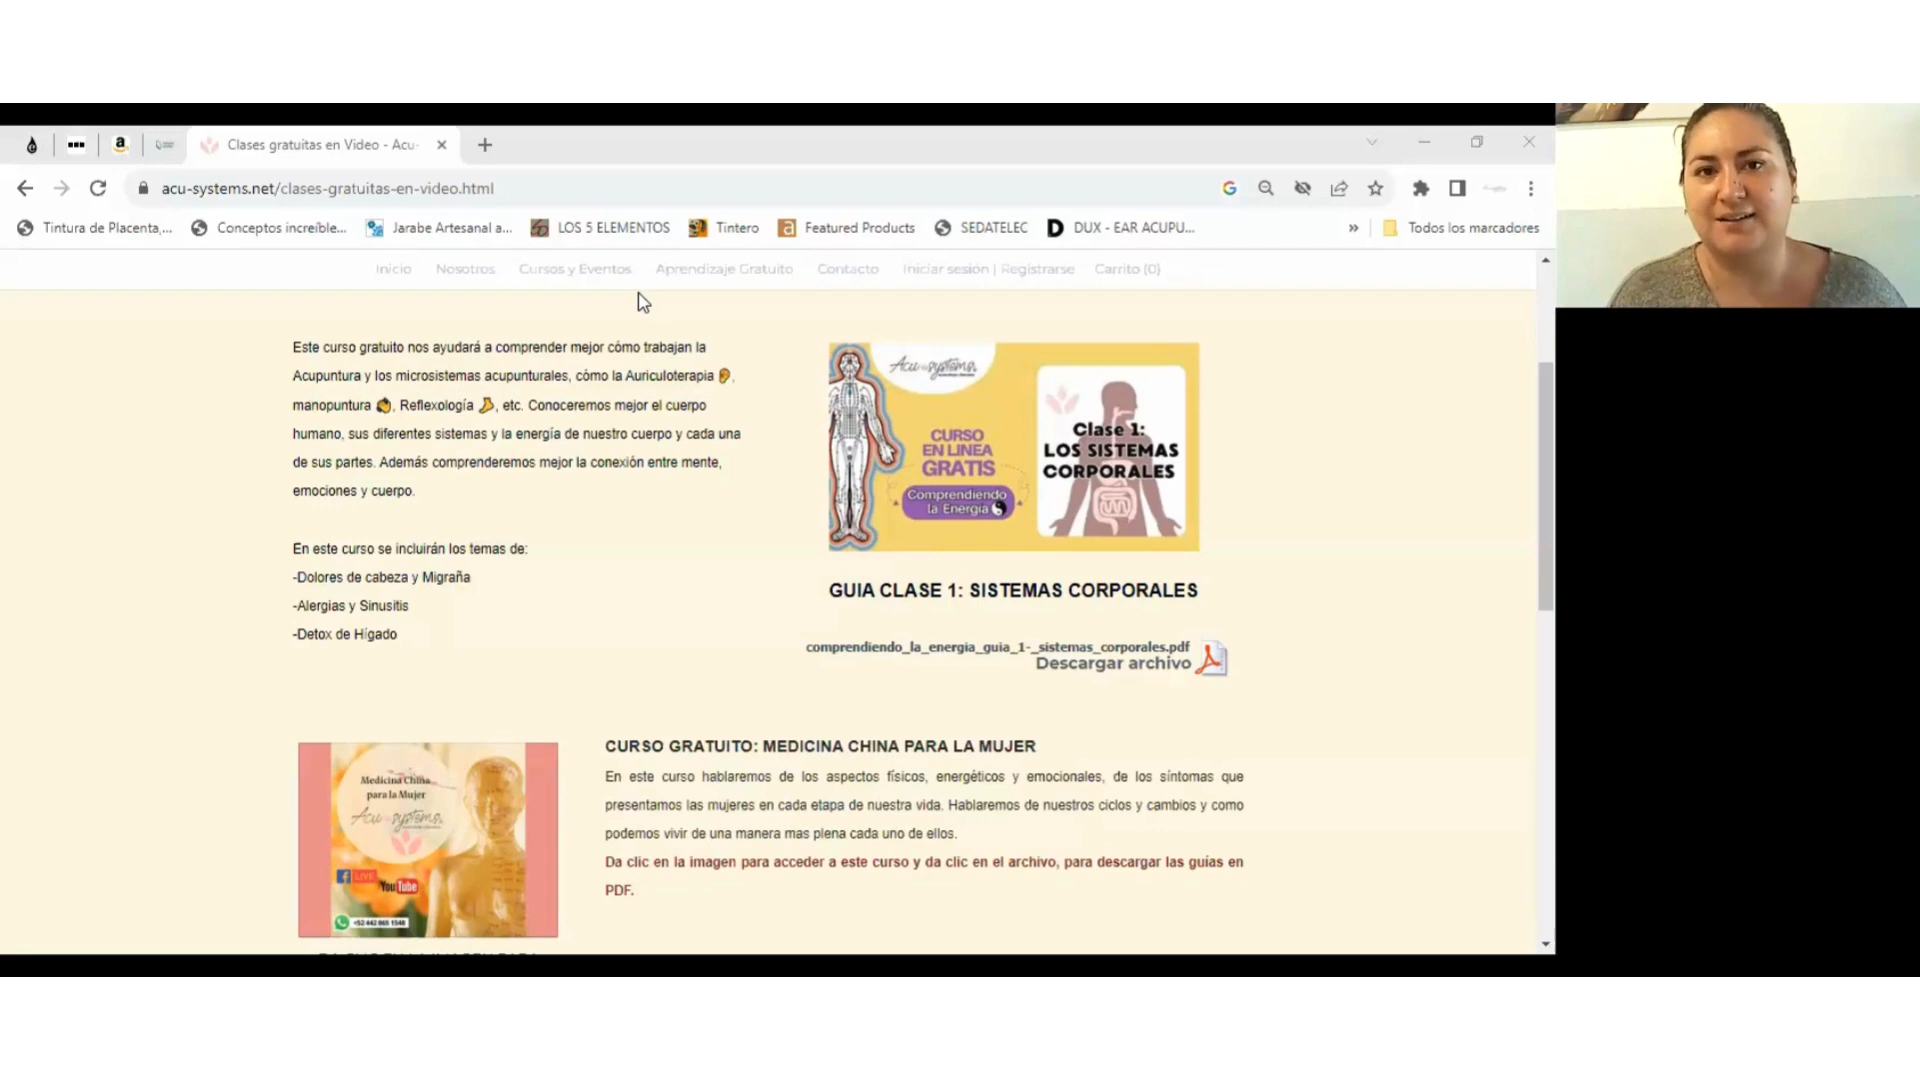 Clases gratuitas en Video - Acu-
acu-systems.net/clases-gratuitas-en-video.html
Tintura de Placenta,... Conceptos increíble... Jarabe Artesanal a... LOS 5 ELEMENTOS Tintero Featured Products SEDATELEC DUX - EAR ACUPU... » Todos los marcadores
Inicio Nosotros Cursos y Eventos Aprendizaje Gratuito Contacto Iniciar sesión | Registrarse Carrito (0)
Este curso gratuito nos ayudará a comprender mejor cómo trabajan la
Acupuntura y los microsistemas acupunturales, cómo la Auriculoterapia 👂,
manopuntura, Reflexología 🦶, etc. Conoceremos mejor el cuerpo
humano, sus diferentes sistemas y la energía de nuestro cuerpo y cada una
de sus partes. Además comprenderemos mejor la conexión entre mente,
emociones y cuerpo.
En este curso se incluirán los temas de:
-Dolores de cabeza y Migraña
-Alergias y Sinusitis
-Detox de Hígado
Acu-systems
CURSO
EN LINEA
GRATIS
Comprendiendo
la Energía
Clase 1:
LOS SISTEMAS
CORPORALES
GUIA CLASE 1: SISTEMAS CORPORALES
comprendiendo_la_energia_guia_1-_sistemas_corporales.pdf
Descargar archivo
Medicina China
para la Mujer
Acu-systems
LIVE
YouTube
+52 442 865 1548
CURSO GRATUITO: MEDICINA CHINA PARA LA MUJER
En este curso hablaremos de los aspectos físicos, energéticos y emocionales, de los síntomas que
presentamos las mujeres en cada etapa de nuestra vida. Hablaremos de nuestros ciclos y cambios y como
podemos vivir de una manera mas plena cada uno de ellos.
Da clic en la imagen para acceder a este curso y da clic en el archivo, para descargar las guías en
PDF.